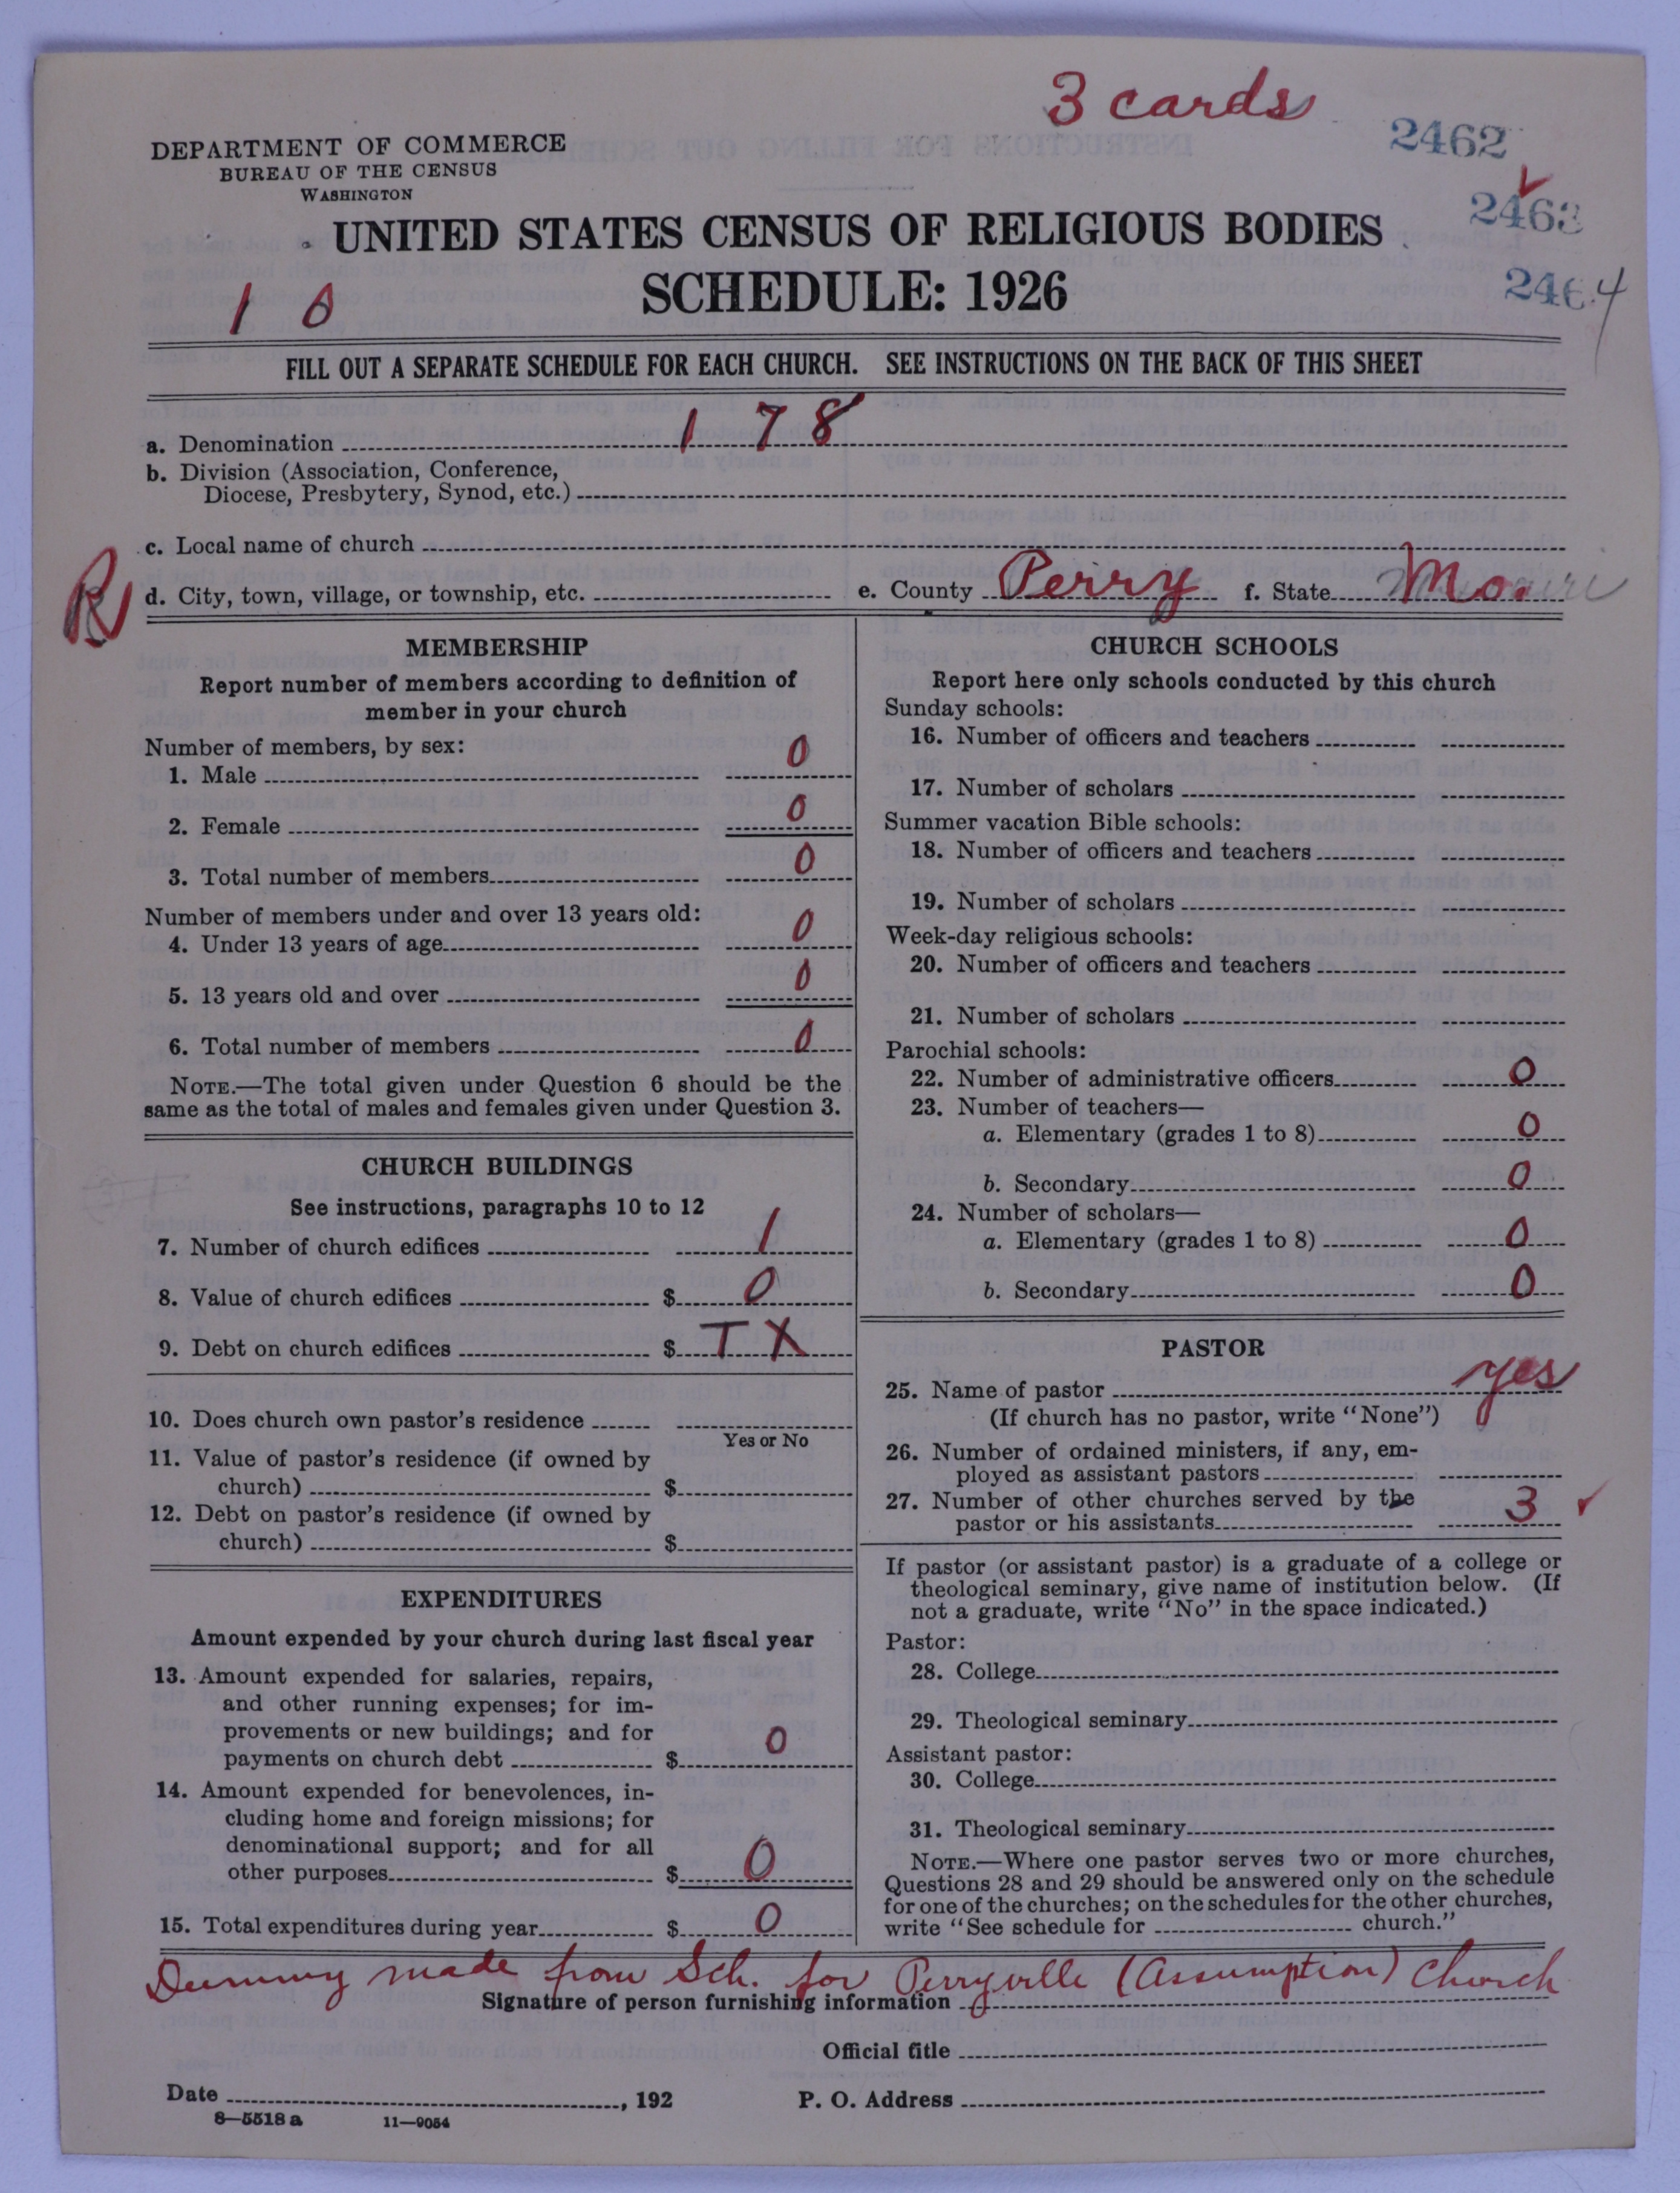 3 cards
2462
DEPARTMENT OF COMMERCE
BUREAU OF THE CENSUS
WASHINGTON
2463
UNITED STATES CENSUS OF RELIGIOUS BODIES
SCHEDULE: 1926
2464
1 0
FILL OUT A SEPARATE SCHEDULE FOR EACH CHURCH. SEE INSTRUCTIONS ON THE BACK OF THIS SHEET
a. Denomination 1 7 8
b. Division (Association, Conference,
Diocese, Presbytery, Synod, etc.)
c. Local name of church
R
d. City, town, village, or township, etc. e. County Perry f. State Mo.
MEMBERSHIP
Report number of members according to definition of
member in your church
Number of members, by sex:
1. Male 0
2. Female 0
3. Total number of members 0
Number of members under and over 13 years old:
4. Under 13 years of age 0
5. 13 years old and over 0
6. Total number of members 0
NOTE.—The total given under Question 6 should be the
same as the total of males and females given under Question 3.
CHURCH BUILDINGS
See instructions, paragraphs 10 to 12
7. Number of church edifices 1
8. Value of church edifices $ 0
9. Debt on church edifices $ T X
10. Does church own pastor's residence
Yes or No
11. Value of pastor's residence (if owned by
church) $
12. Debt on pastor's residence (if owned by
church) $
EXPENDITURES
Amount expended by your church during last fiscal year
13. Amount expended for salaries, repairs,
and other running expenses; for im-
provements or new buildings; and for
payments on church debt $ 0
14. Amount expended for benevolences, in-
cluding home and foreign missions; for
denominational support; and for all
other purposes $ 0
15. Total expenditures during year $ 0
CHURCH SCHOOLS
Report here only schools conducted by this church
Sunday schools:
16. Number of officers and teachers
17. Number of scholars
Summer vacation Bible schools:
18. Number of officers and teachers
19. Number of scholars
Week-day religious schools:
20. Number of officers and teachers
21. Number of scholars
Parochial schools:
22. Number of administrative officers 0
23. Number of teachers—
a. Elementary (grades 1 to 8) 0
b. Secondary 0
24. Number of scholars—
a. Elementary (grades 1 to 8) 0
b. Secondary 0
PASTOR
25. Name of pastor yes
(If church has no pastor, write "None")
26. Number of ordained ministers, if any, em-
ployed as assistant pastors
27. Number of other churches served by the
pastor or his assistants 3 ✓
If pastor (or assistant pastor) is a graduate of a college or
theological seminary, give name of institution below. (If
not a graduate, write "No" in the space indicated.)
Pastor:
28. College
29. Theological seminary
Assistant pastor:
30. College
31. Theological seminary
NOTE.—Where one pastor serves two or more churches,
Questions 28 and 29 should be answered only on the schedule
for one of the churches; on the schedules for the other churches,
write "See schedule for church."
Dummy made from Sch. for Perryville (Assumption) Church
Signature of person furnishing information
Official title
Date , 192 P. O. Address
8—5518 a 11—9054